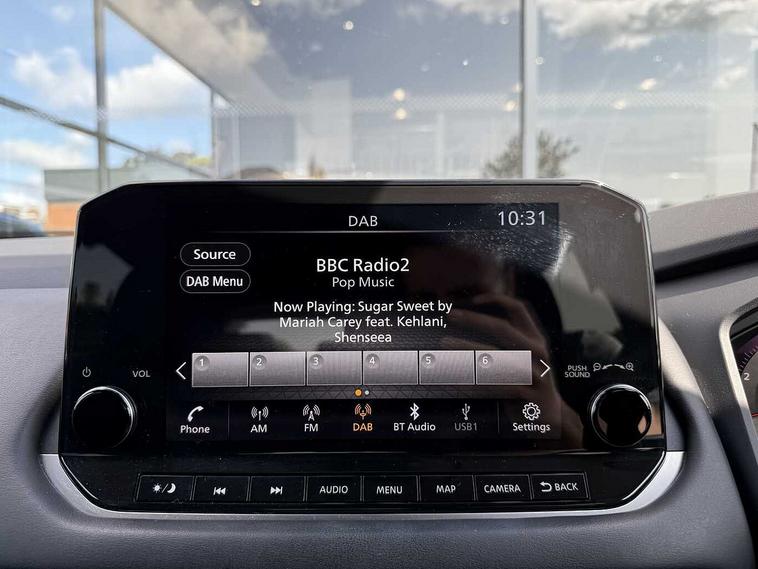 DAB
10:31
Source
BBC Radio2
DAB Menu
Pop Music
Now Playing: Sugar Sweet by
Mariah Carey feat. Kehlani,
Shenseea
1 2 3 4 5 6
VOL
PUSH
SOUND
Phone AM FM DAB BT Audio USB1 Settings
AUDIO MENU MAP CAMERA BACK
2